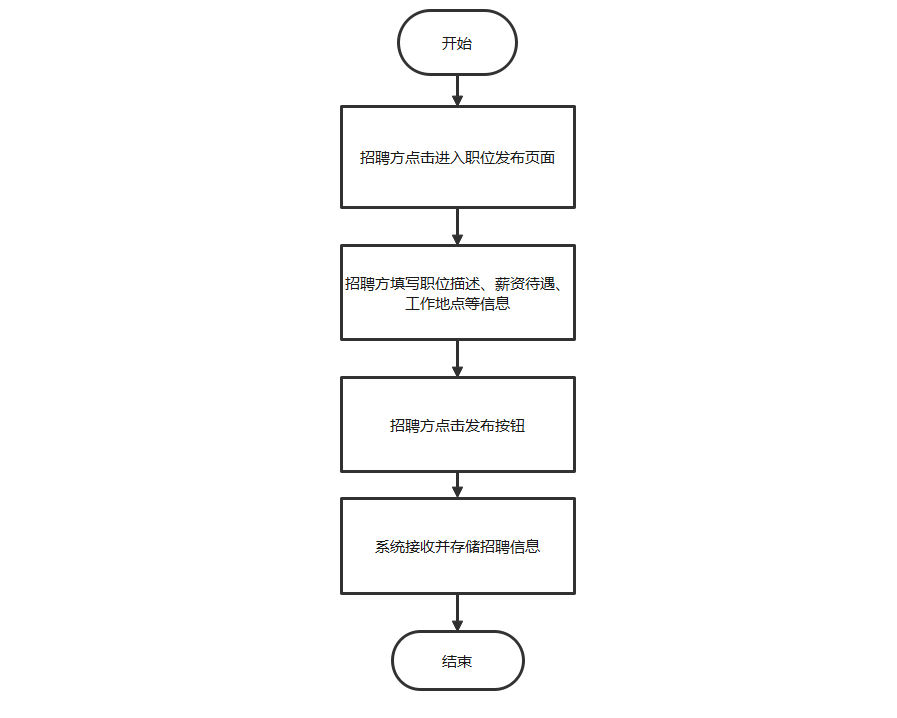 开始
招聘方点击进入职位发布页面
招聘方填写职位描述、薪资待遇、
工作地点等信息
招聘方点击发布按钮
系统接收并存储招聘信息
结束